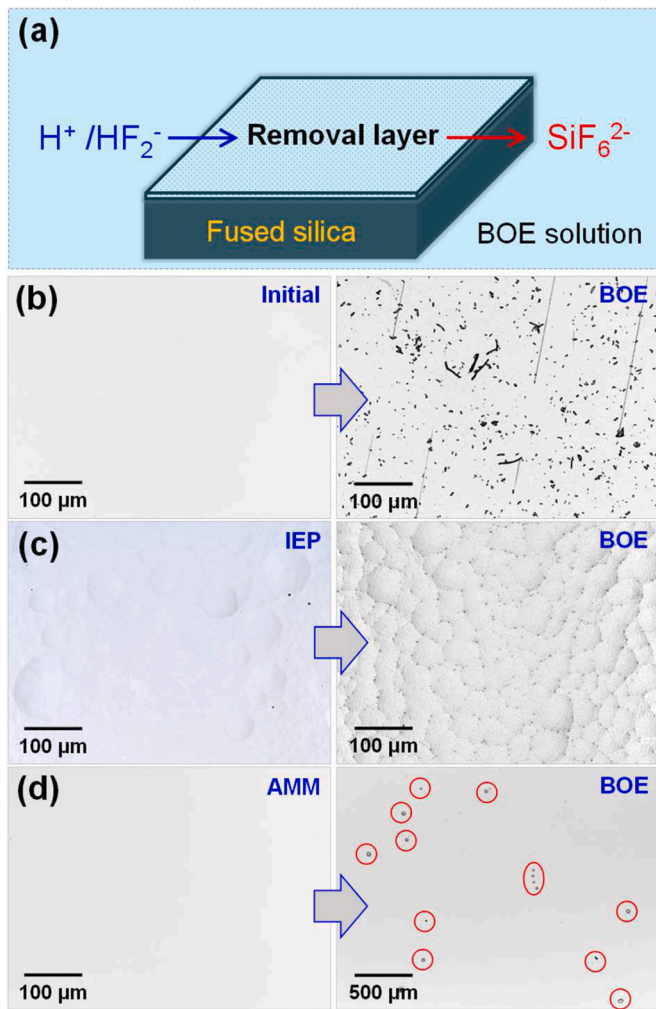 (a)
H⁺ /HF₂⁻
Removal layer
SiF₆²⁻
Fused silica
BOE solution
(b)
Initial
100 µm
BOE
100 µm
(c)
IEP
100 µm
BOE
100 µm
(d)
AMM
100 µm
BOE
500 µm